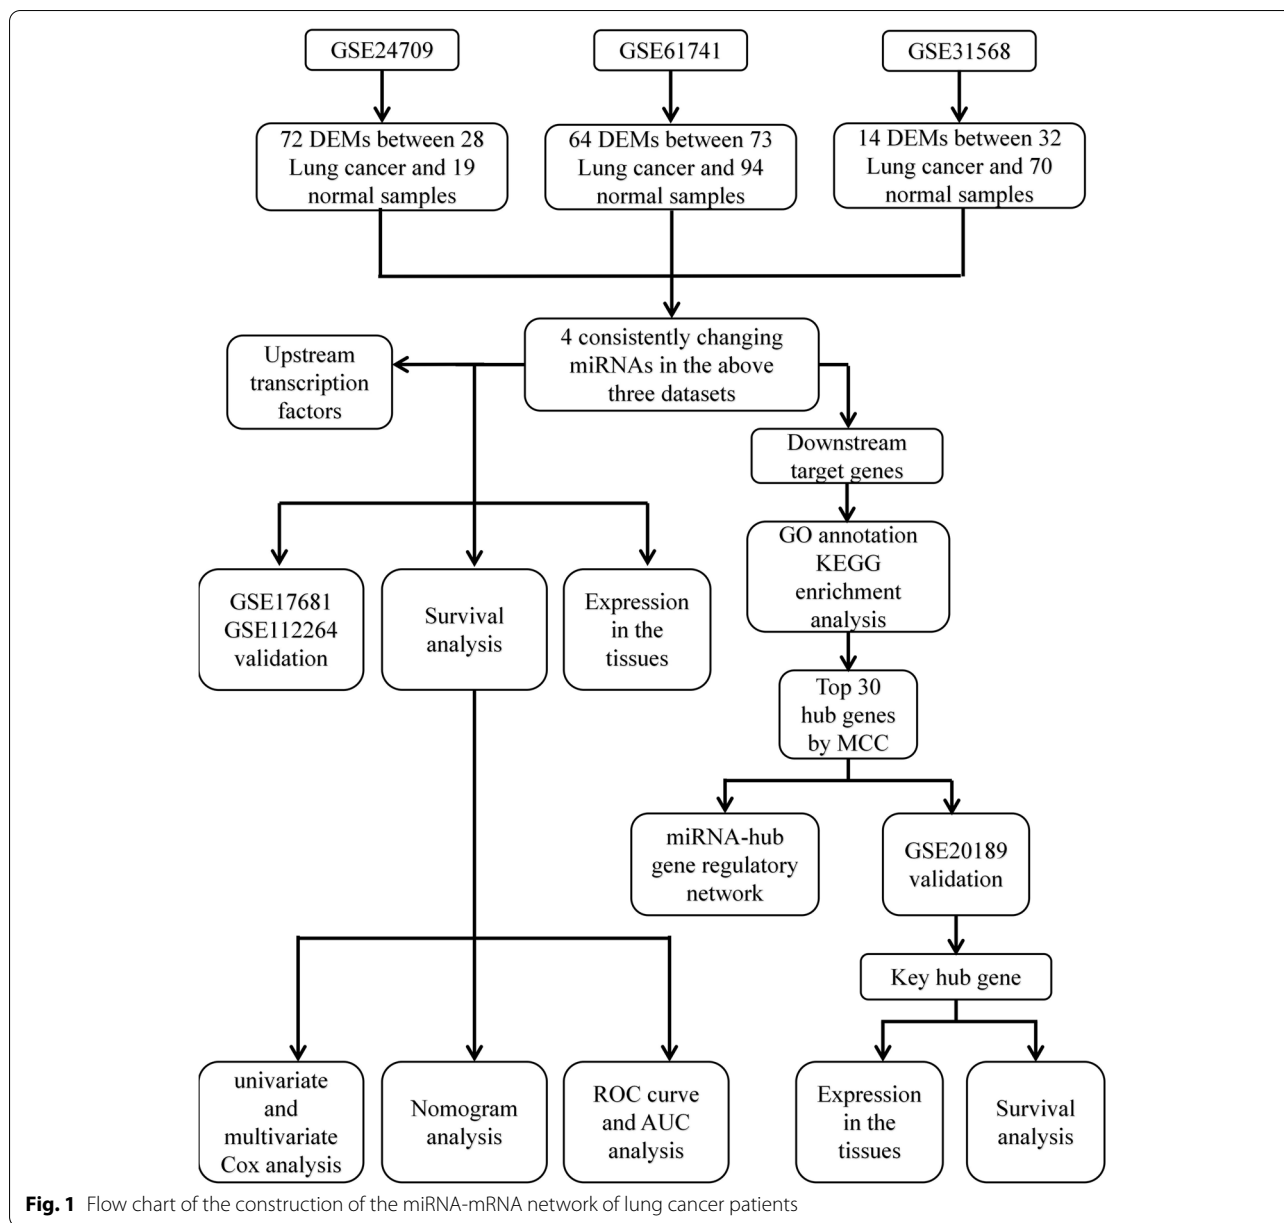 GSE24709
GSE61741
GSE31568
72 DEMs between 28
Lung cancer and 19
normal samples
64 DEMs between 73
Lung cancer and 94
normal samples
14 DEMs between 32
Lung cancer and 70
normal samples
4 consistently changing
miRNAs in the above
three datasets
Upstream
transcription
factors
Downstream
target genes
GO annotation
KEGG
enrichment
analysis
GSE17681
GSE112264
validation
Survival
analysis
Expression
in the
tissues
Top 30
hub genes
by MCC
miRNA-hub
gene regulatory
network
GSE20189
validation
Key hub gene
univariate
and
multivariate
Cox analysis
Nomogram
analysis
ROC curve
and AUC
analysis
Expression
in the
tissues
Survival
analysis
Fig. 1 Flow chart of the construction of the miRNA-mRNA network of lung cancer patients